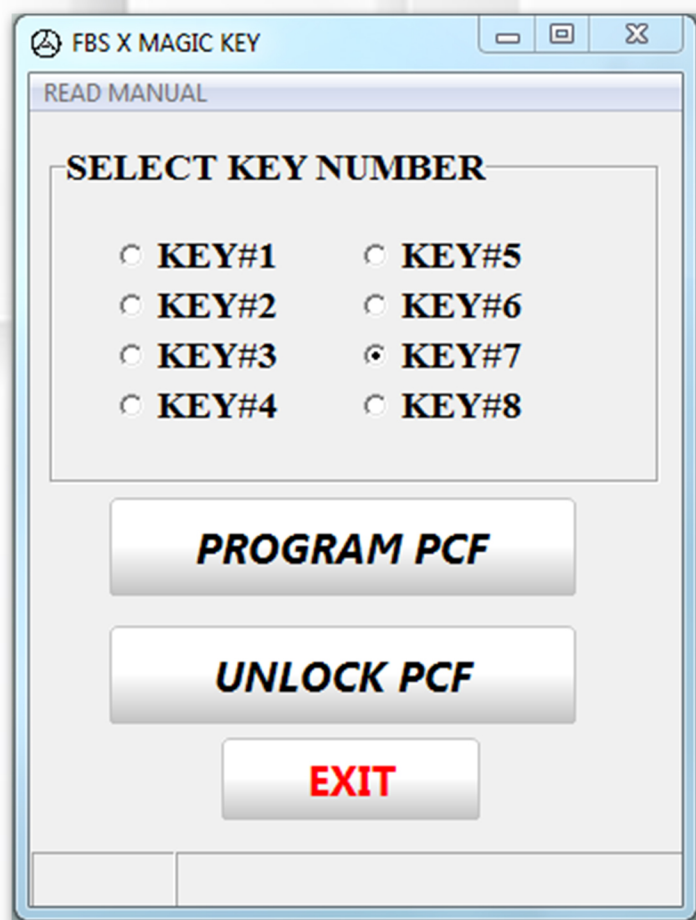 FBS X MAGIC KEY
READ MANUAL
SELECT KEY NUMBER
KEY#1
KEY#2
KEY#3
KEY#4
KEY#5
KEY#6
KEY#7
KEY#8
PROGRAM PCF
UNLOCK PCF
EXIT